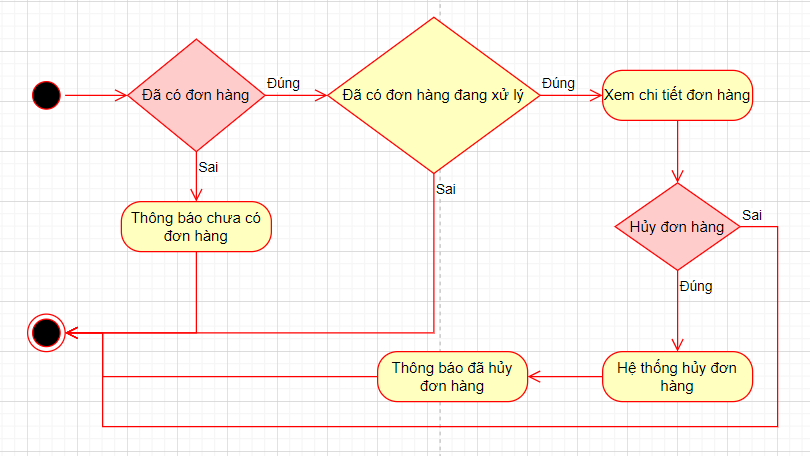 Đã có đơn hàng
Đúng
Đã có đơn hàng đang xử lý
Đúng
Xem chi tiết đơn hàng
Sai
Sai
Thông báo chưa có
đơn hàng
Sai
Hủy đơn hàng
Đúng
Thông báo đã hủy
đơn hàng
Hệ thống hủy đơn
hàng